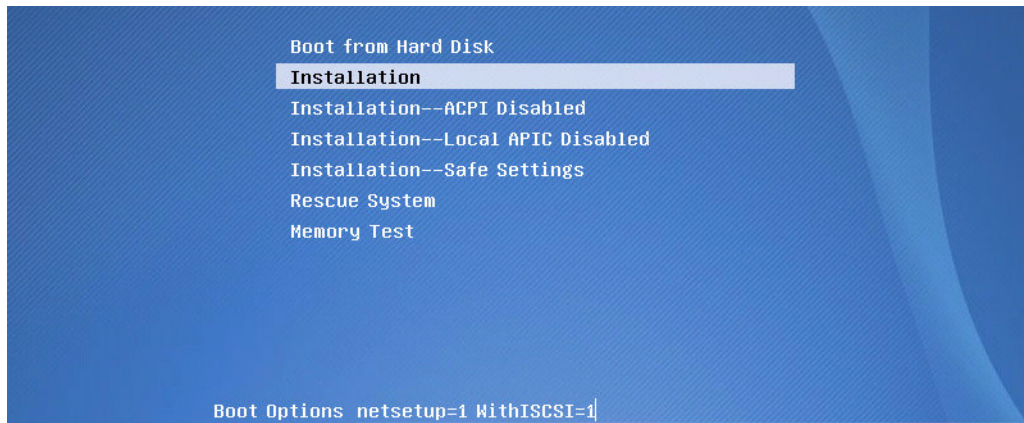 Boot from Hard Disk
Installation
Installation--ACPI Disabled
Installation--Local APIC Disabled
Installation--Safe Settings
Rescue System
Memory Test
Boot Options netsetup=1 WithISCSI=1